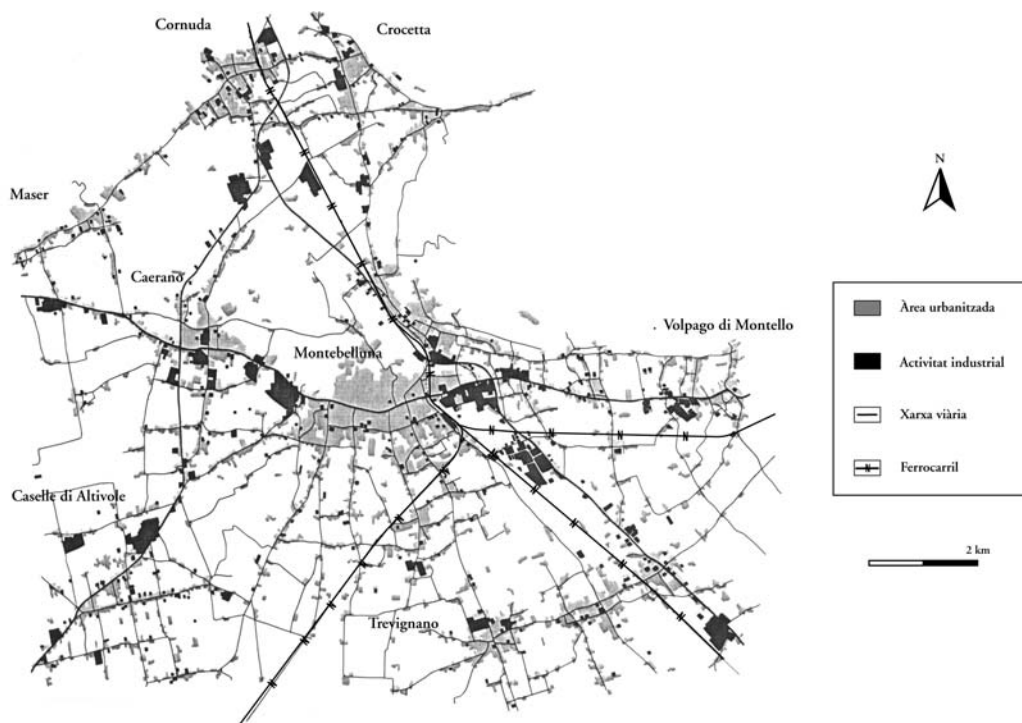 Cornuda
Crocetta
Maser
Caerano
Montebelluna
Volpago di Montello
Caselle di Altivole
Trevignano
N
Àrea urbanitzada
Activitat industrial
Xarxa viària
Ferrocarril
2 km